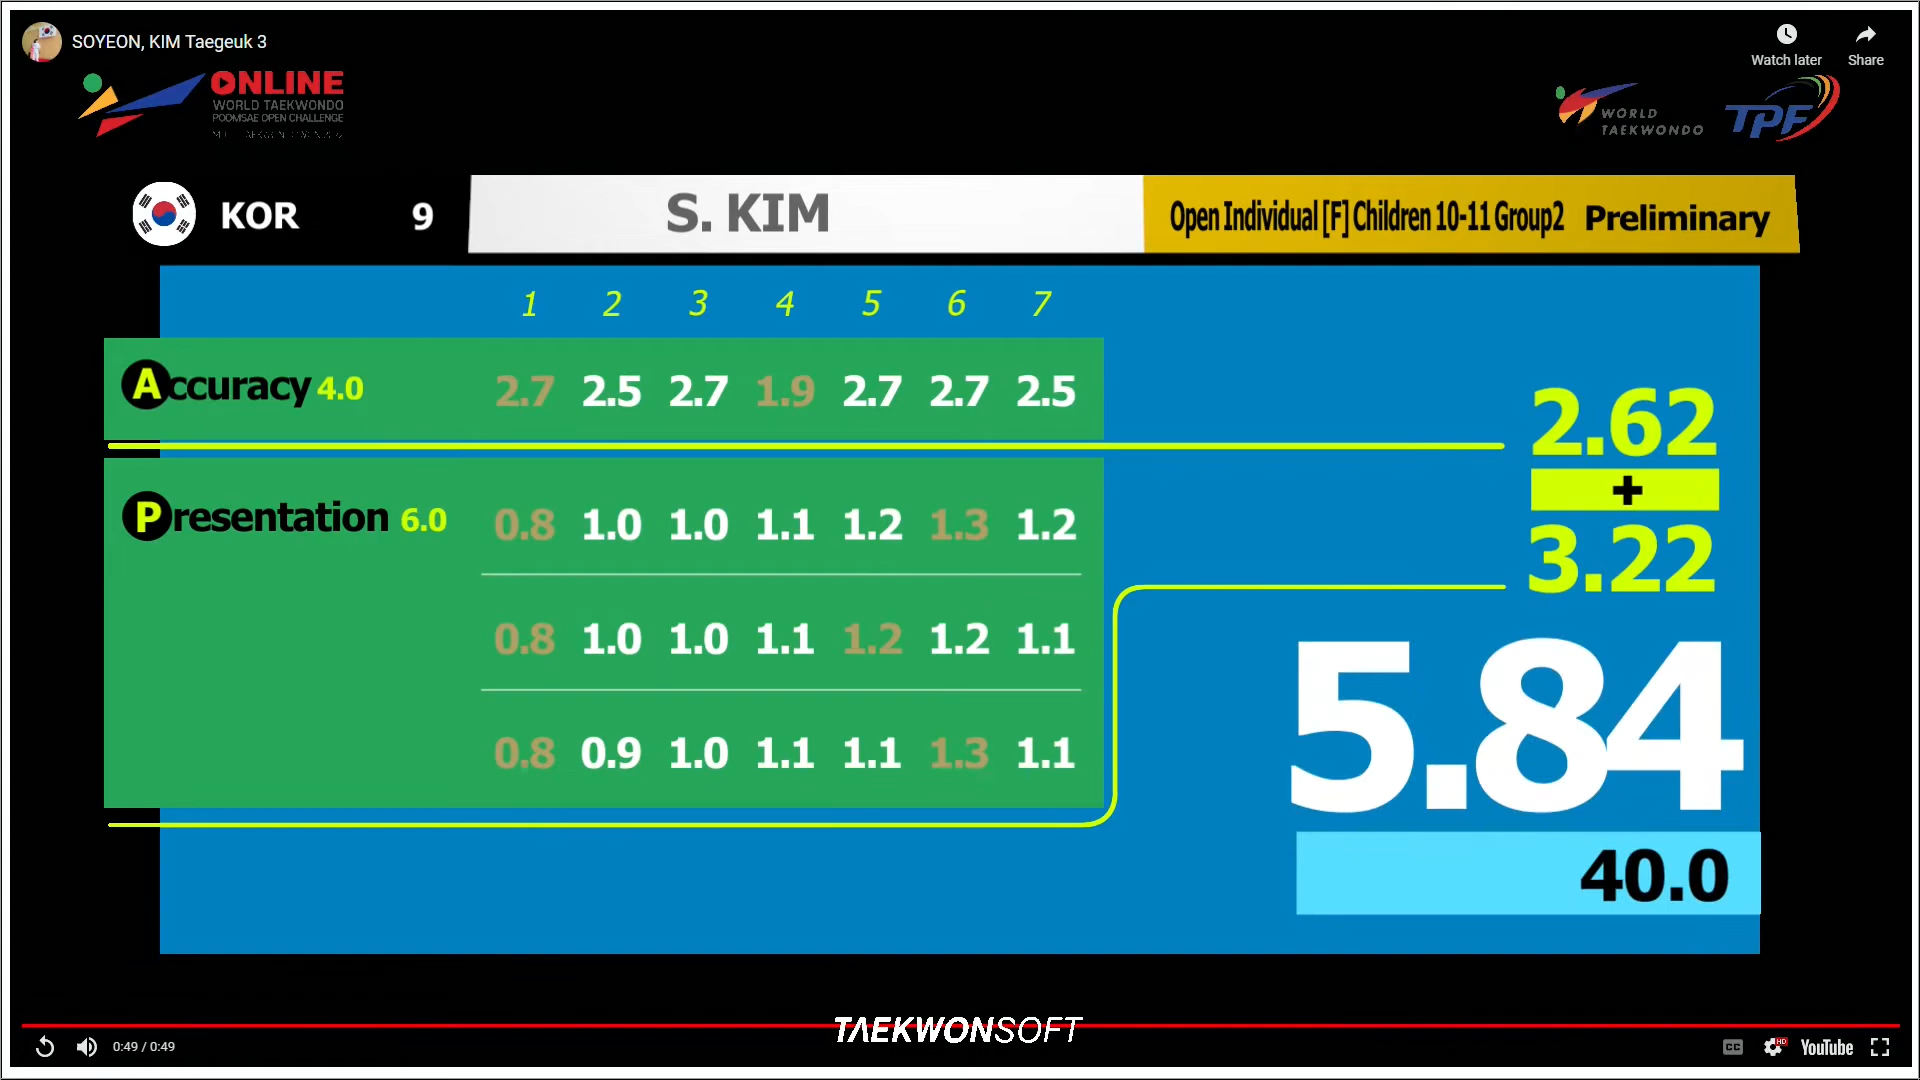 SOYEON, KIM Taegeuk 3
Watch later
Share
ONLINE
WORLD TAEKWONDO
POOMSAE OPEN CHALLENGE
WORLD
TAEKWONDO
TPF
KOR 9 S. KIM Open Individual [F] Children 10-11 Group2 Preliminary
1 2 3 4 5 6 7
Accuracy 4.0 2.7 2.5 2.7 1.9 2.7 2.7 2.5
2.62
+
Presentation 6.0 0.8 1.0 1.0 1.1 1.2 1.3 1.2
3.22
0.8 1.0 1.0 1.1 1.2 1.2 1.1
0.8 0.9 1.0 1.1 1.1 1.3 1.1
5.84
40.0
TAEKWONSOFT
0:49 / 0:49
CC
HD
YouTube